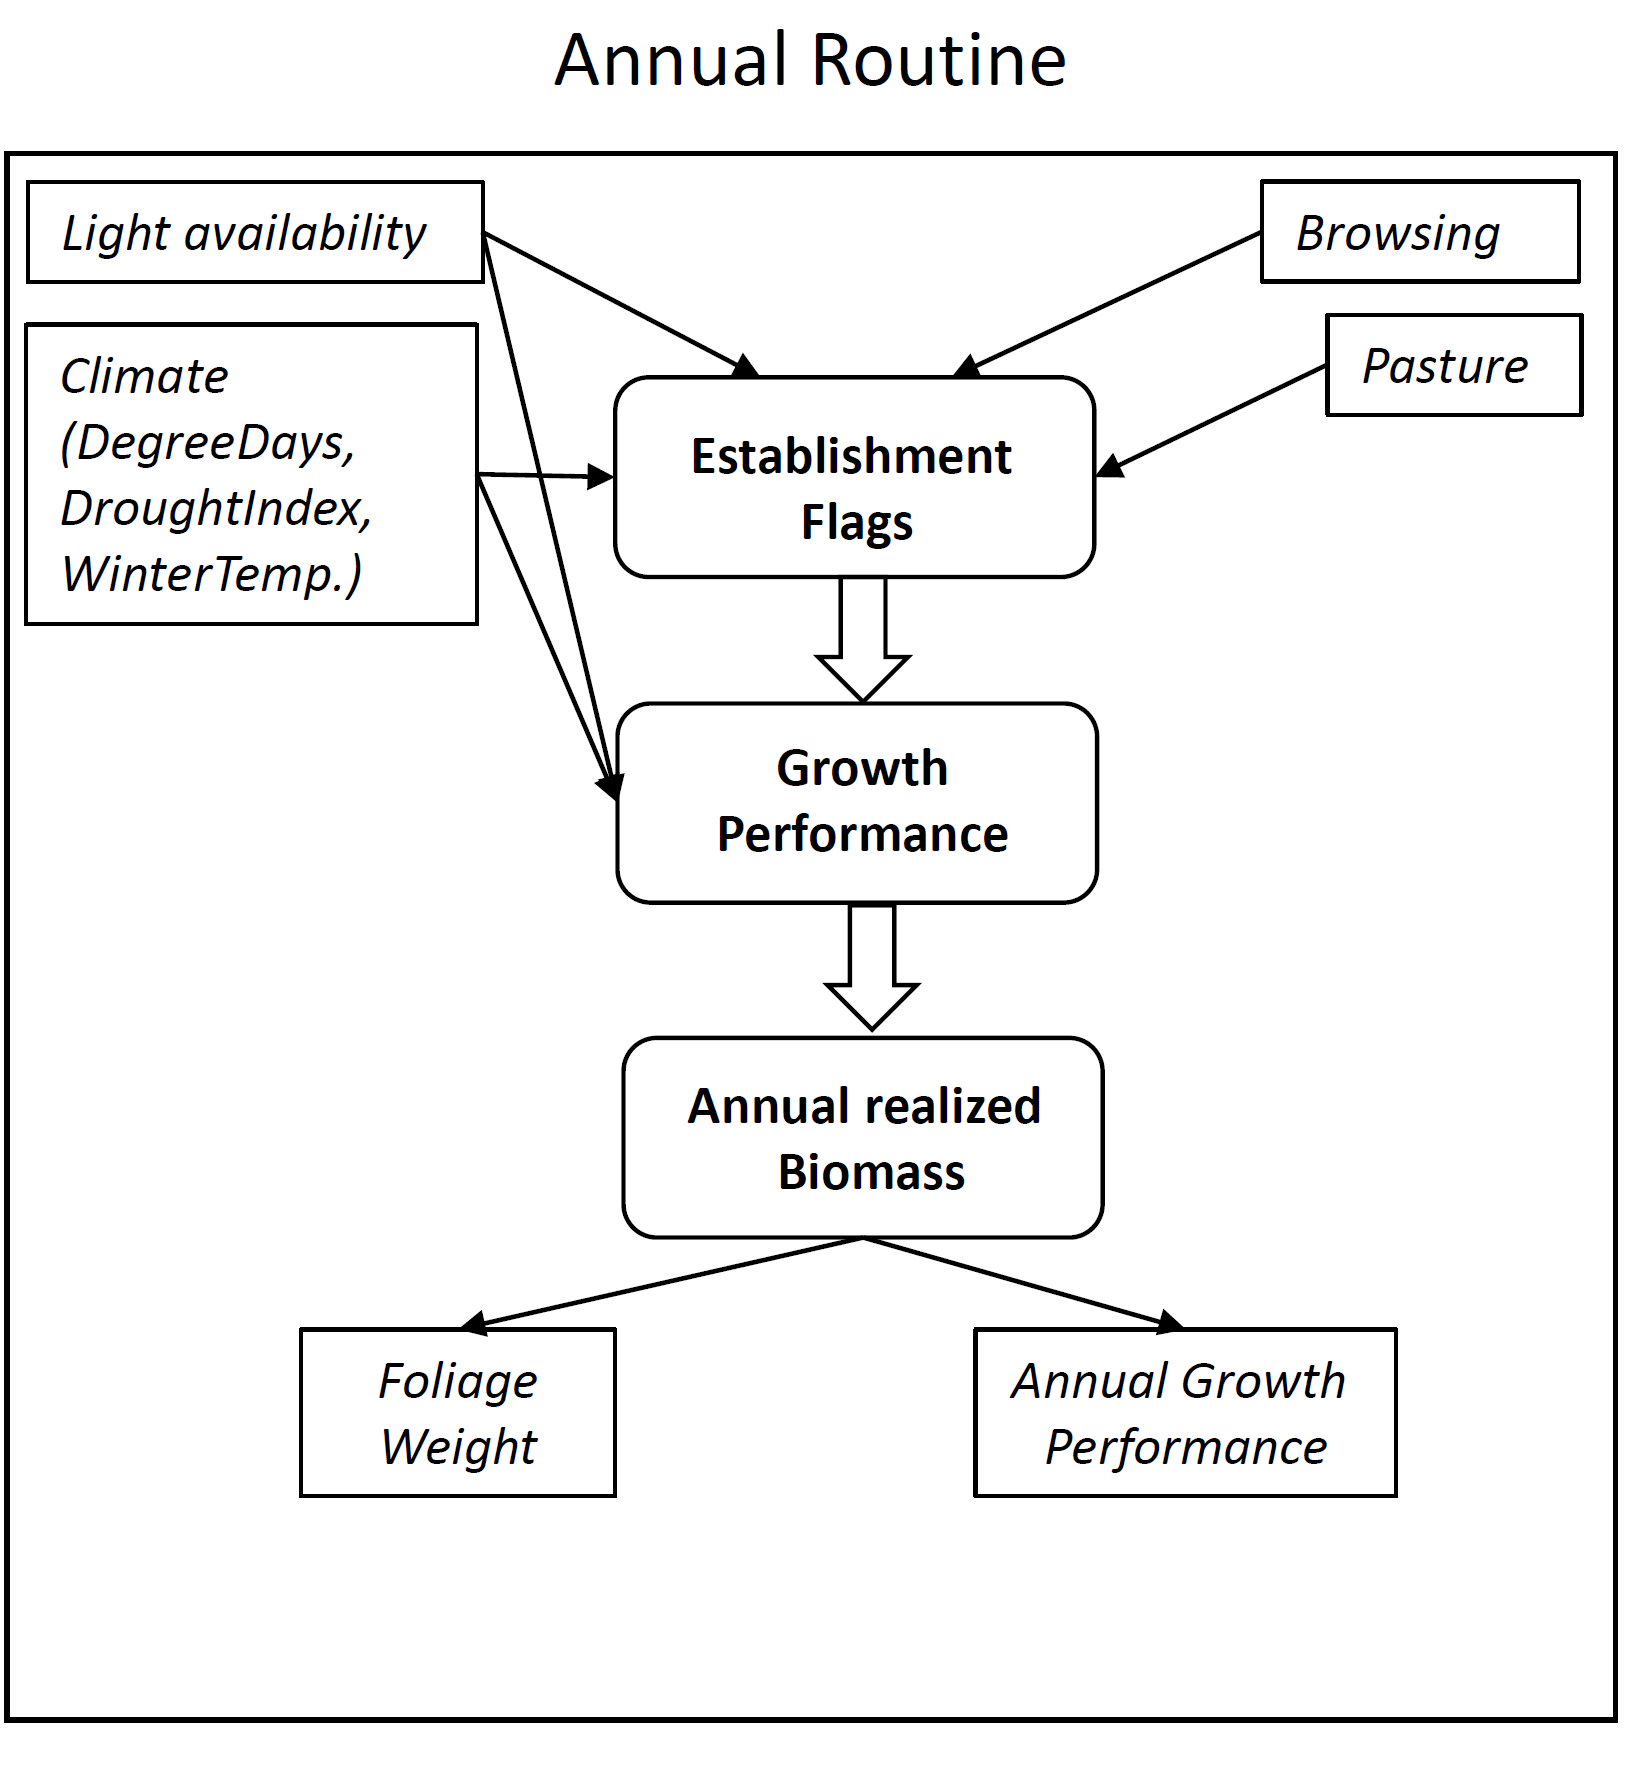 Annual Routine
Light availability
Browsing
Climate
(DegreeDays,
DroughtIndex,
WinterTemp.)
Pasture
Establishment
Flags
Growth
Performance
Annual realized
Biomass
Foliage
Weight
Annual Growth
Performance